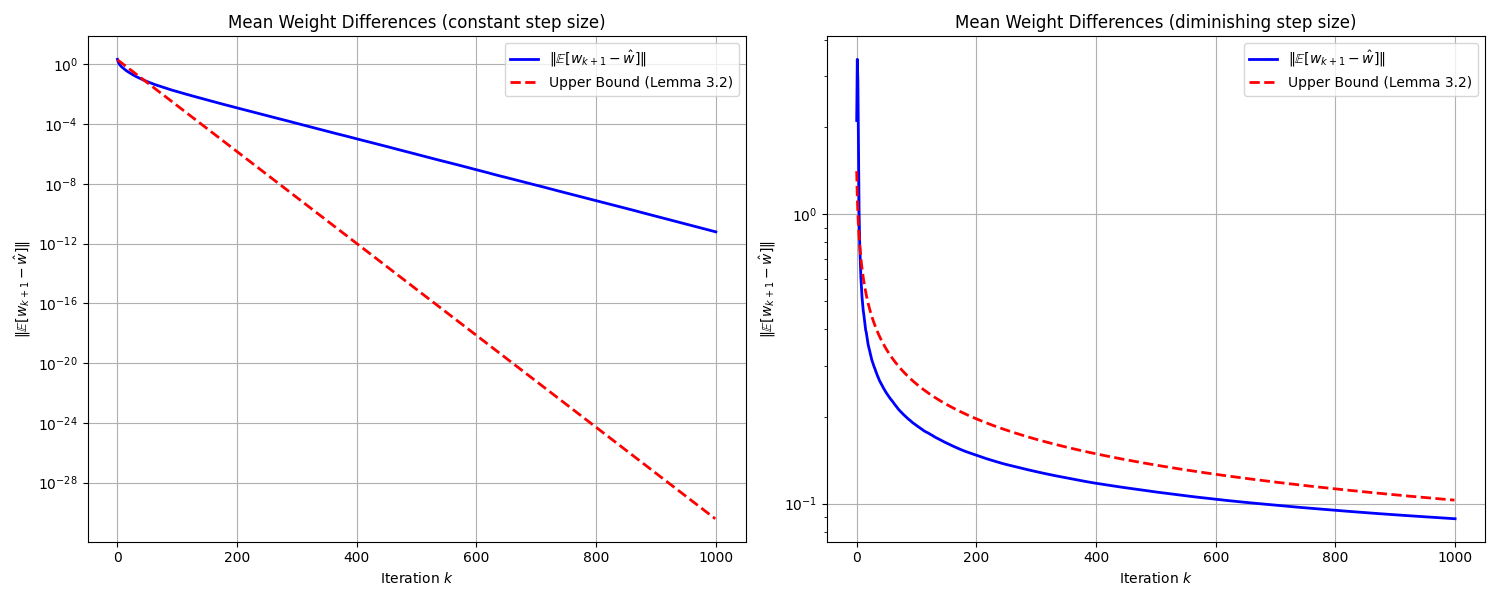 Mean Weight Differences (constant step size)
‖𝔼[w_{k+1} − ŵ]‖
Upper Bound (Lemma 3.2)
‖𝔼[w_{k+1} − ŵ]‖
10^0
10^{−4}
10^{−8}
10^{−12}
10^{−16}
10^{−20}
10^{−24}
10^{−28}
0 200 400 600 800 1000
Iteration k
Mean Weight Differences (diminishing step size)
‖𝔼[w_{k+1} − ŵ]‖
Upper Bound (Lemma 3.2)
‖𝔼[w_{k+1} − ŵ]‖
10^0
10^{−1}
0 200 400 600 800 1000
Iteration k